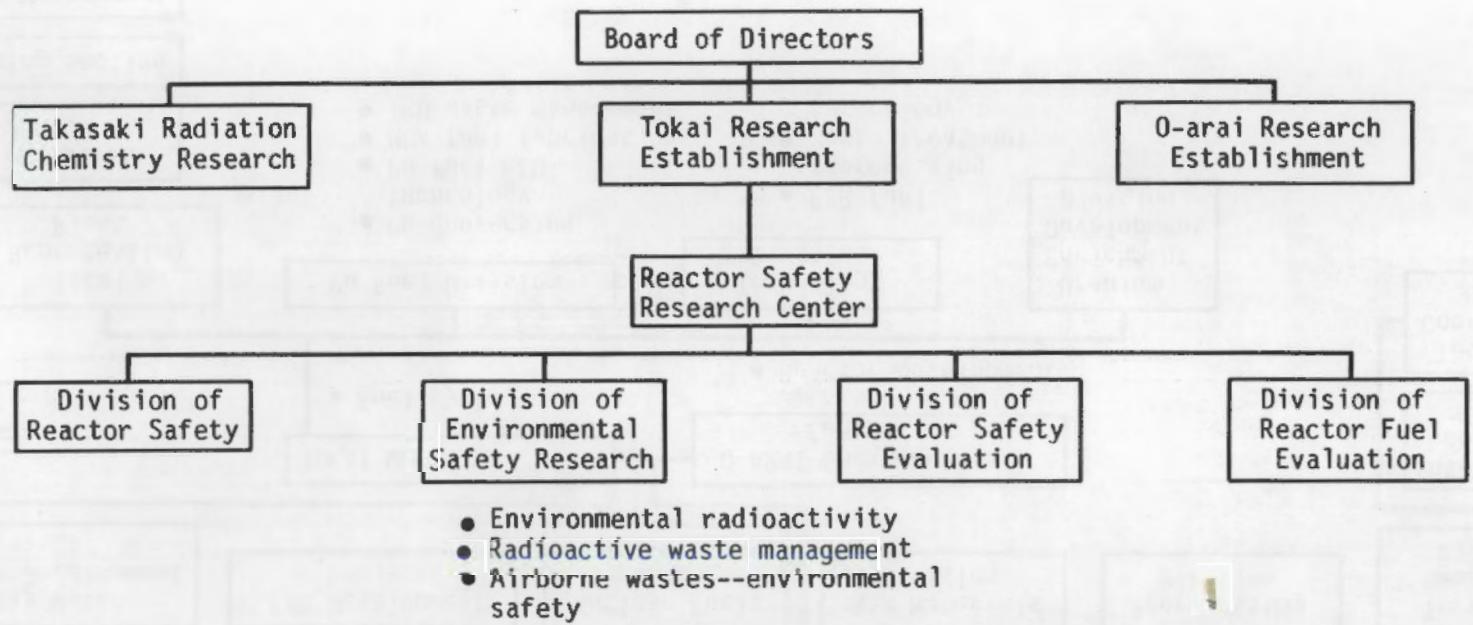 Board of Directors
Takasaki Radiation
Chemistry Research
Tokai Research
Establishment
O-arai Research
Establishment
Reactor Safety
Research Center
Division of
Reactor Safety
Division of
Environmental
Safety Research
Division of
Reactor Safety
Evaluation
Division of
Reactor Fuel
Evaluation
● Environmental radioactivity
● Radioactive waste management
● Airborne wastes--environmental
safety